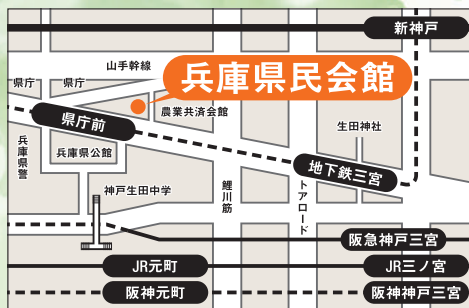 新神戸
山手幹線
県庁
県庁
兵庫県民会館
農業共済会館
県庁前
生田神社
兵庫県警
兵庫県公館
地下鉄三宮
神戸生田中学
鯉川筋
トアロード
阪急神戸三宮
JR元町
JR三ノ宮
阪神元町
阪神神戸三宮